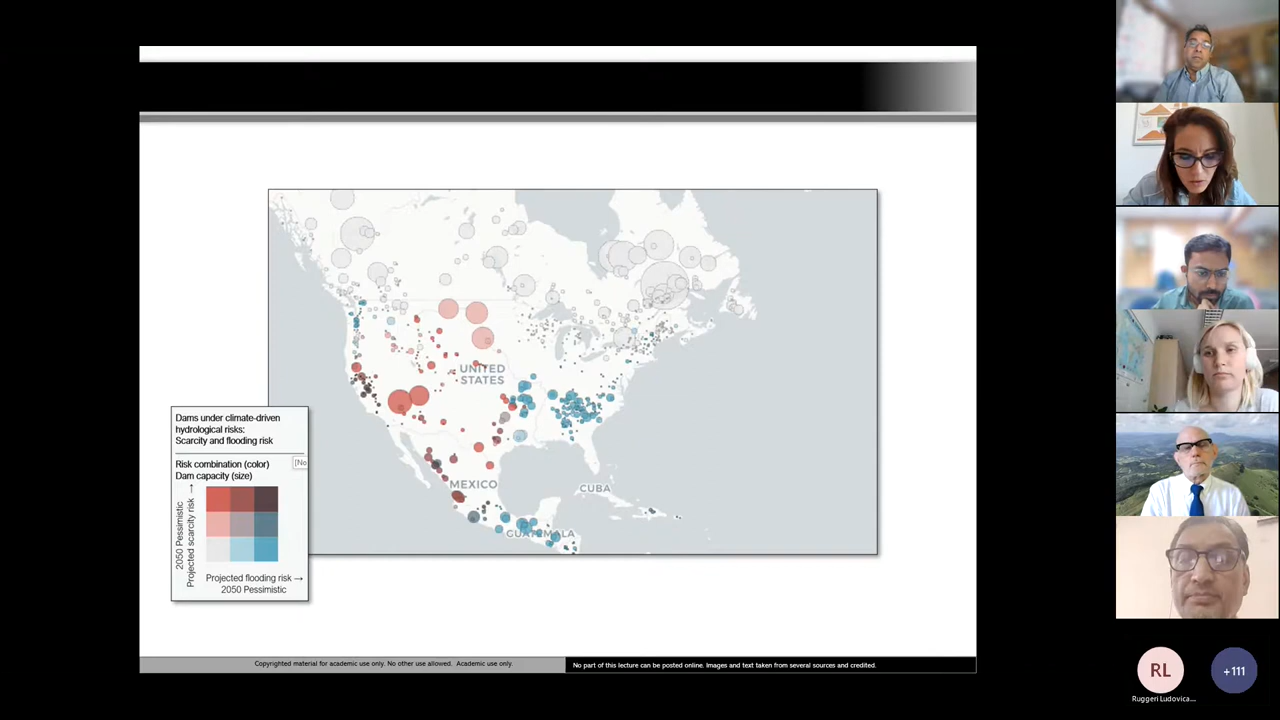 UNITED
STATES
MEXICO
CUBA
GUATEMALA
Dams under climate-driven
hydrological risks:
Scarcity and flooding risk
Risk combination (color)
[No
Dam capacity (size)
2050 Pessimistic
Projected scarcity risk →
Projected flooding risk →
2050 Pessimistic
Copyrighted material for academic use only. No other use allowed. Academic use only.
No part of this lecture can be posted online. Images and text taken from several sources and credited.
RL
+111
Ruggeri Ludovica...